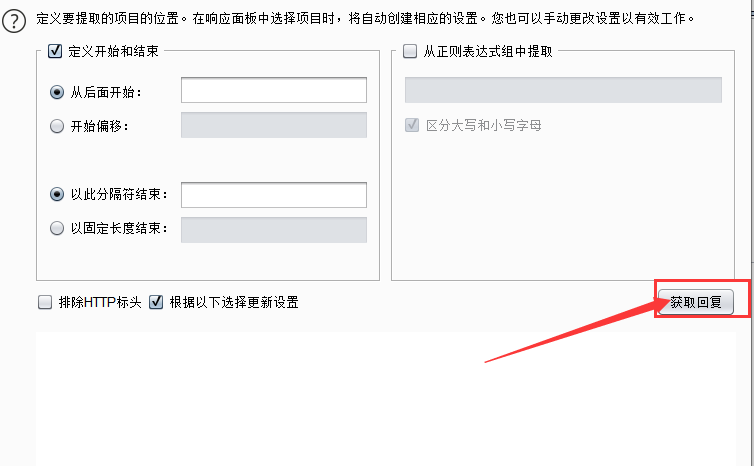 定义要提取的项目的位置。在响应面板中选择项目时，将自动创建相应的设置。您也可以手动更改设置以有效工作。
定义开始和结束
从后面开始：
开始偏移：
以此分隔符结束：
以固定长度结束：
从正则表达式组中提取
区分大写和小写字母
排除HTTP标头
根据以下选择更新设置
获取回复